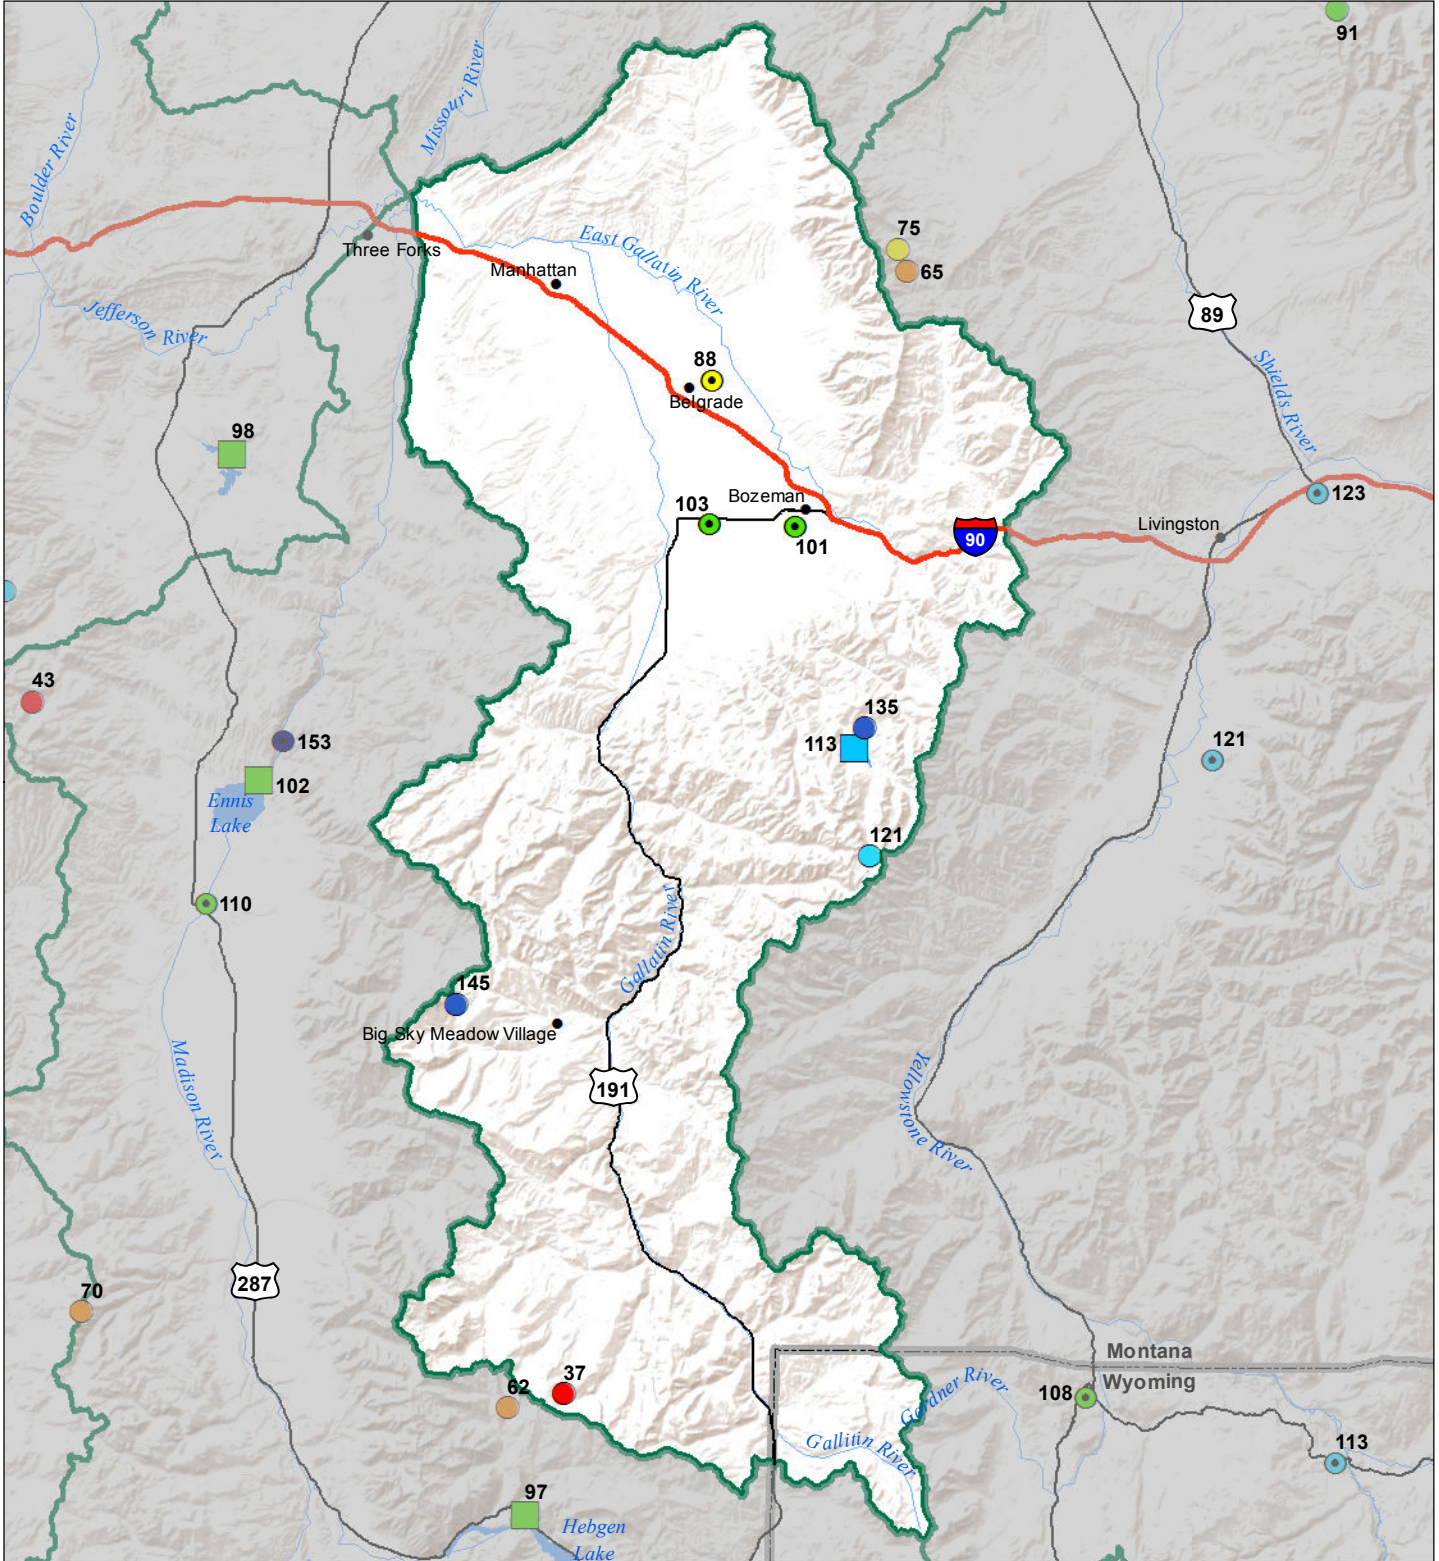 91
Missouri River
Boulder River
75
65
East Gallatin River
Three Forks
Manhattan
89
Jefferson River
88
Belgrade
Shields River
98
103
Bozeman
101
90
Livingston
123
43
153
135
113
121
102
Ennis
Lake
121
110
Gallatin River
145
Big Sky Meadow Village
Madison River
191
Yellowstone River
287
70
Montana
Wyoming
37
62
108
Gardner River
Gallitin River
113
97
Hebgen
Lake